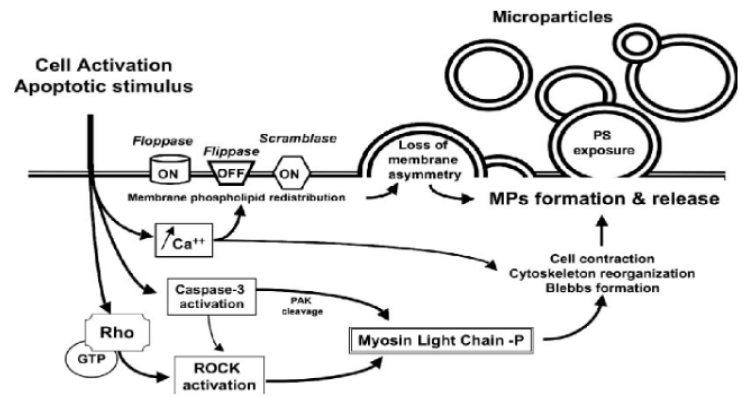 Microparticles
Cell Activation
Apoptotic stimulus
Floppase
Flippase
Scramblase
ON
OFF
ON
Loss of
membrane
asymmetry
PS
exposure
Membrane phospholipid redistribution
MPs formation & release
Ca++
Cell contraction
Cytoskeleton reorganization
Blebbs formation
Caspase-3
activation
PAK
cleavage
Rho
GTP
Myosin Light Chain -P
ROCK
activation